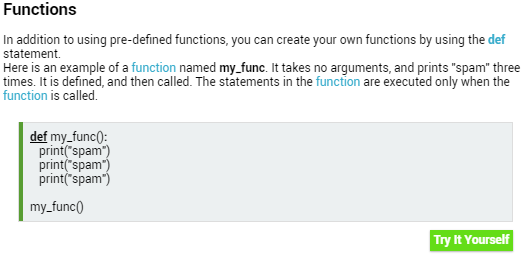 Functions
In addition to using pre-defined functions, you can create your own functions by using the def
statement.
Here is an example of a function named my_func. It takes no arguments, and prints "spam" three
times. It is defined, and then called. The statements in the function are executed only when the
function is called.
def my_func():
   print("spam")
   print("spam")
   print("spam")
my_func()
Try It Yourself